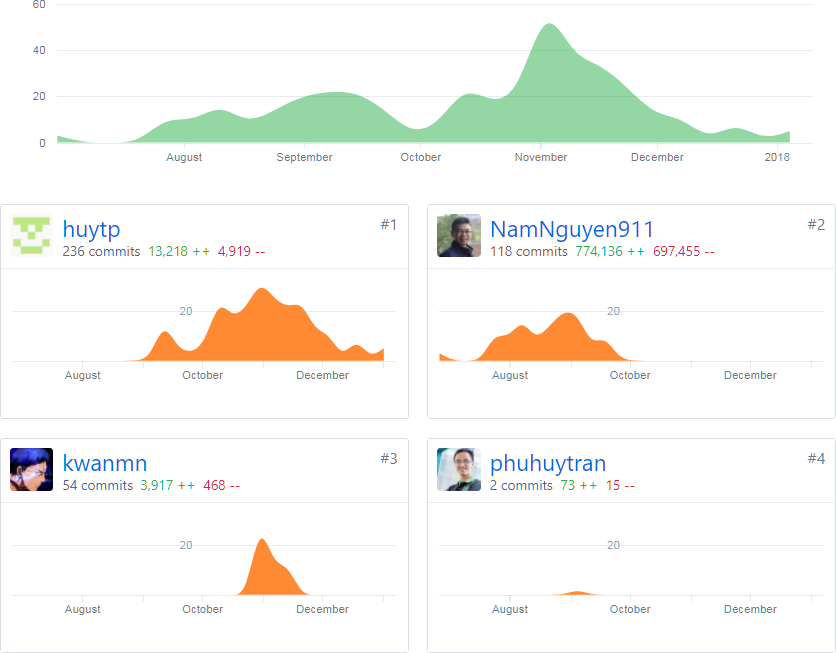 60
40
20
0
August September October November December 2018
huytp #1
236 commits 13,218 ++ 4,919 --
20
August October December
NamNguyen911 #2
118 commits 774,136 ++ 697,455 --
20
August October December
kwanmn #3
54 commits 3,917 ++ 468 --
20
August October December
phuhuytran #4
2 commits 73 ++ 15 --
20
August October December